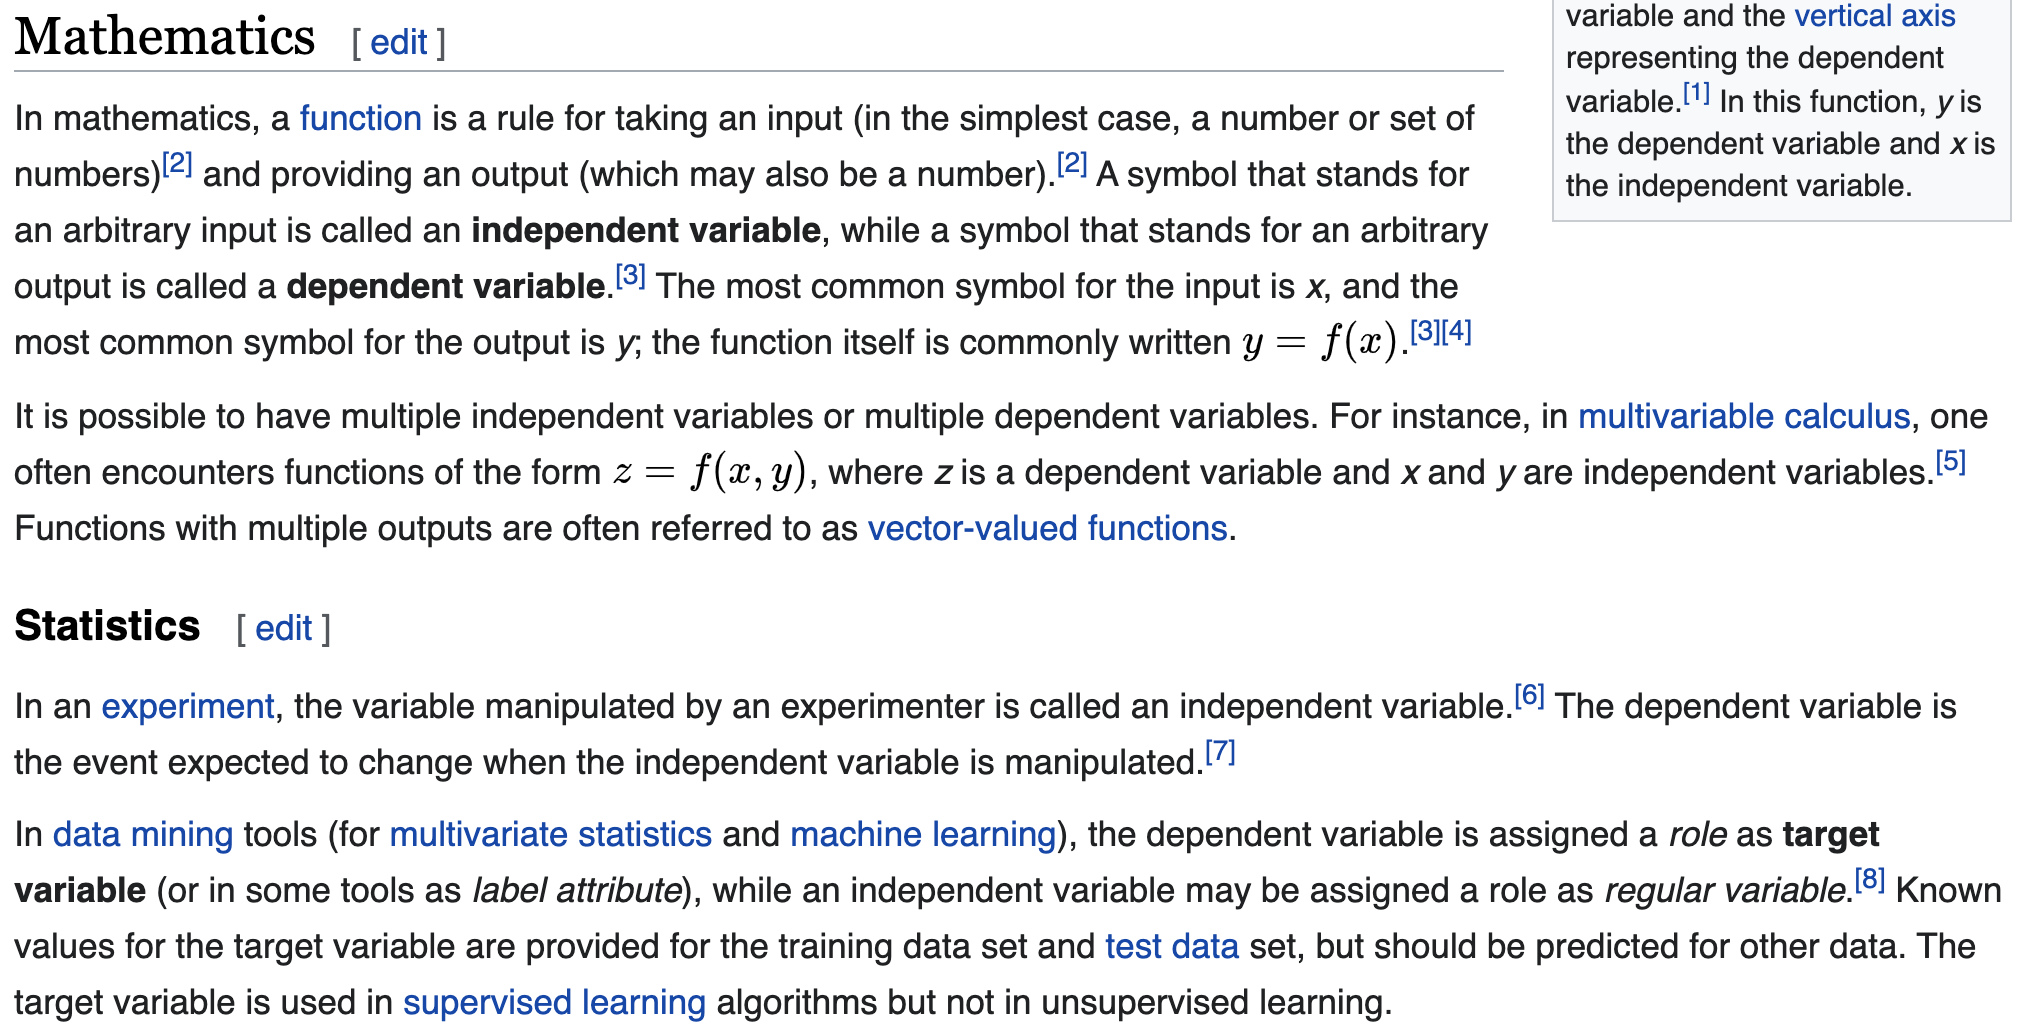 Mathematics [ edit ]
In mathematics, a function is a rule for taking an input (in the simplest case, a number or set of
numbers)[2] and providing an output (which may also be a number).[2] A symbol that stands for
an arbitrary input is called an independent variable, while a symbol that stands for an arbitrary
output is called a dependent variable.[3] The most common symbol for the input is x, and the
most common symbol for the output is y; the function itself is commonly written y = f(x).[3][4]
variable and the vertical axis
representing the dependent
variable.[1] In this function, y is
the dependent variable and x is
the independent variable.
It is possible to have multiple independent variables or multiple dependent variables. For instance, in multivariable calculus, one
often encounters functions of the form z = f(x, y), where z is a dependent variable and x and y are independent variables.[5]
Functions with multiple outputs are often referred to as vector-valued functions.
Statistics [ edit ]
In an experiment, the variable manipulated by an experimenter is called an independent variable.[6] The dependent variable is
the event expected to change when the independent variable is manipulated.[7]
In data mining tools (for multivariate statistics and machine learning), the dependent variable is assigned a role as target
variable (or in some tools as label attribute), while an independent variable may be assigned a role as regular variable.[8] Known
values for the target variable are provided for the training data set and test data set, but should be predicted for other data. The
target variable is used in supervised learning algorithms but not in unsupervised learning.